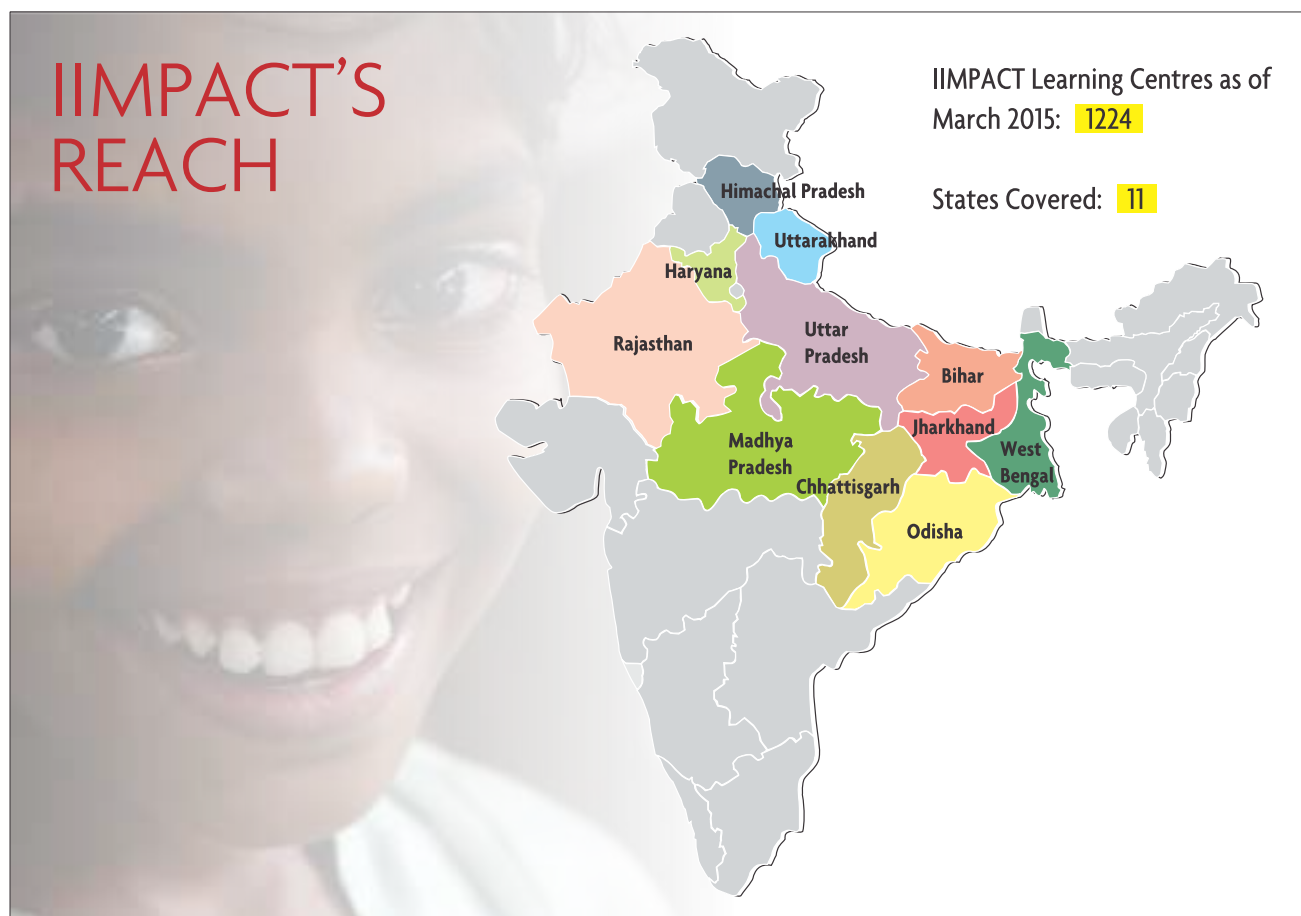 IIMPACT'S
REACH
IIMPACT Learning Centres as of
March 2015: 1224
States Covered: 11
Himachal Pradesh
Uttarakhand
Haryana
Rajasthan
Uttar
Pradesh
Bihar
Jharkhand
West
Bengal
Madhya
Pradesh
Chhattisgarh
Odisha